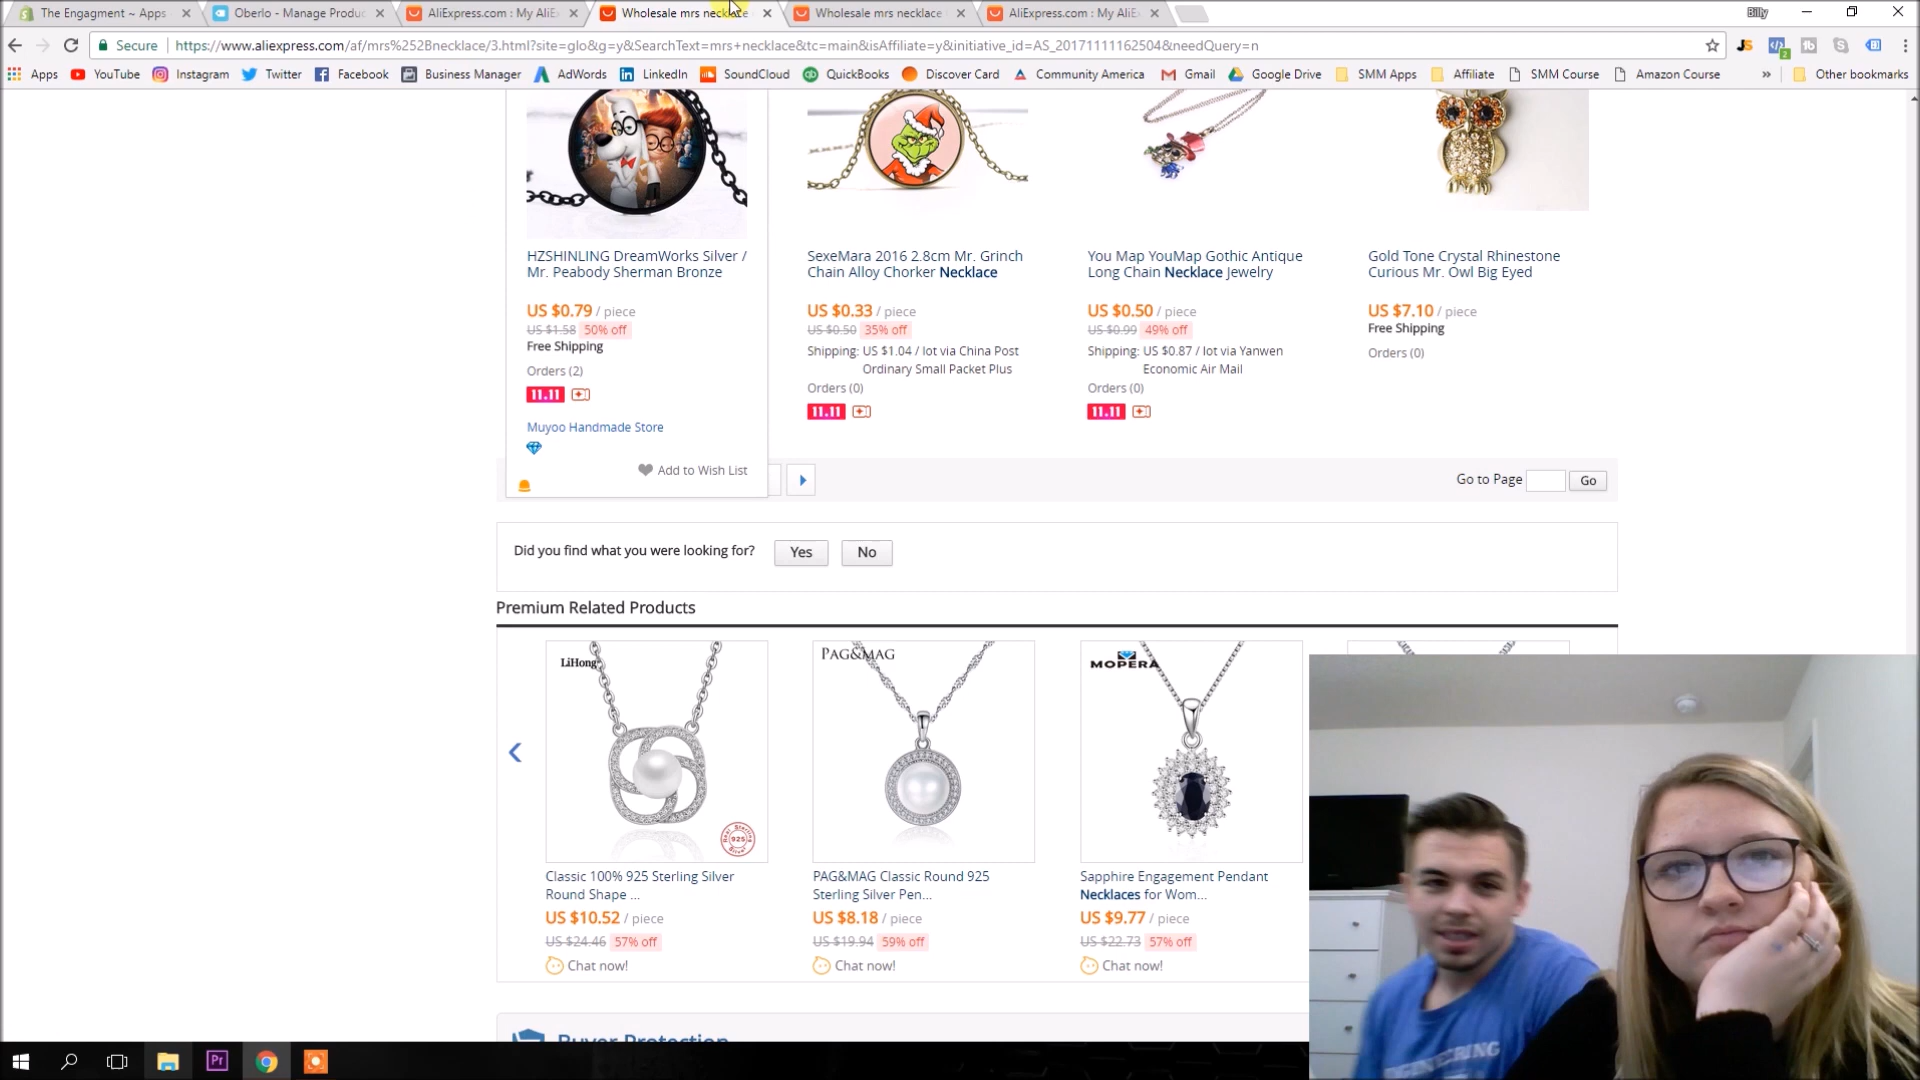 The Engagment ~ Apps
Oberlo - Manage Produc
AliExpress.com : My AliE
Wholesale mrs neckl
Wholesale mrs necklace
AliExpress.com : My AliE
Billy
Secure
https://www.aliexpress.com/af/mrs%252Bnecklace/3.html?site=glo&g=y&SearchText=mrs+necklace&tc=main&isAffiliate=y&initiative_id=AS_20171111162504&needQuery=n
Apps YouTube Instagram Twitter Facebook Business Manager AdWords LinkedIn SoundCloud QuickBooks Discover Card Community America Gmail Google Drive SMM Apps Affiliate SMM Course Amazon Course » Other bookmarks
HZSHINLING DreamWorks Silver /
Mr. Peabody Sherman Bronze
US $0.79 / piece
US $1.58 50% off
Free Shipping
Orders (2)
11.11
Muyoo Handmade Store
Add to Wish List
SexeMara 2016 2.8cm Mr. Grinch
Chain Alloy Chorker Necklace
US $0.33 / piece
US $0.50 35% off
Shipping: US $1.04 / lot via China Post
Ordinary Small Packet Plus
Orders (0)
11.11
You Map YouMap Gothic Antique
Long Chain Necklace Jewelry
US $0.50 / piece
US $0.99 49% off
Shipping: US $0.87 / lot via Yanwen
Economic Air Mail
Orders (0)
11.11
Gold Tone Crystal Rhinestone
Curious Mr. Owl Big Eyed
US $7.10 / piece
Free Shipping
Orders (0)
Go to Page Go
Did you find what you were looking for? Yes No
Premium Related Products
LiHong
925
Classic 100% 925 Sterling Silver
Round Shape ...
US $10.52 / piece
US $24.46 57% off
Chat now!
PAG&MAG
PAG&MAG Classic Round 925
Sterling Silver Pen...
US $8.18 / piece
US $19.94 59% off
Chat now!
MOPERA
Sapphire Engagement Pendant
Necklaces for Wom...
US $9.77 / piece
US $22.73 57% off
Chat now!
Buyer Protection
Pr